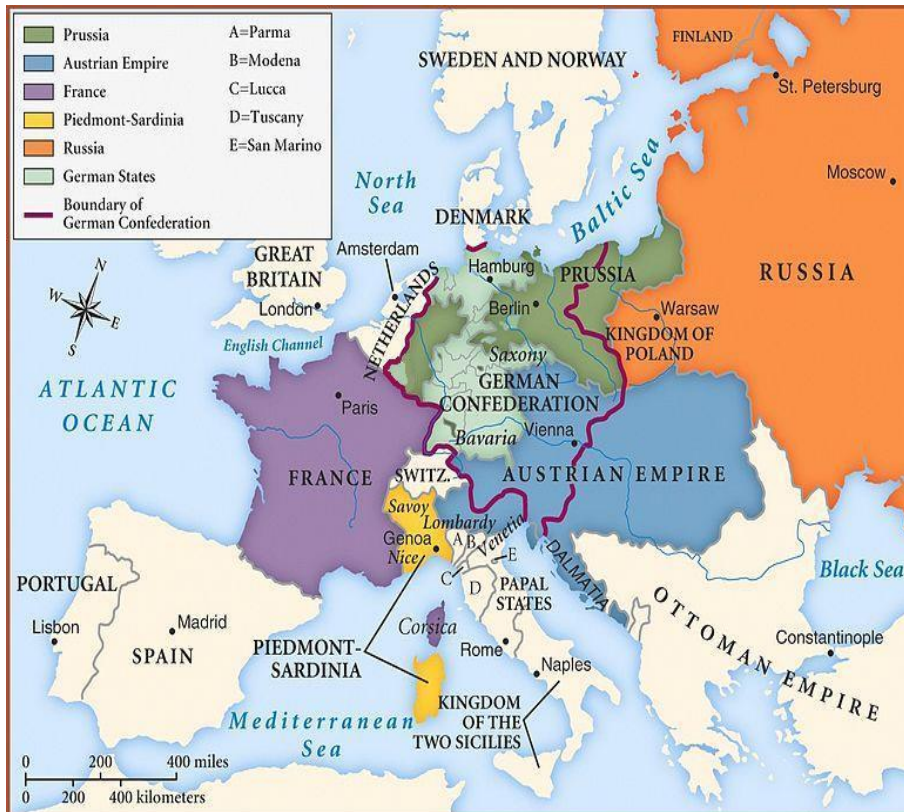 Prussia
Austrian Empire
France
Piedmont-Sardinia
Russia
German States
Boundary of
German Confederation
A=Parma
B=Modena
C=Lucca
D=Tuscany
E=San Marino
SWEDEN AND NORWAY
FINLAND
St. Petersburg
Moscow
North
Sea
Baltic Sea
DENMARK
GREAT
BRITAIN
Amsterdam
Hamburg
PRUSSIA
RUSSIA
N
W
E
S
London
NETHERLANDS
Berlin
Warsaw
KINGDOM OF
POLAND
English Channel
Saxony
ATLANTIC
OCEAN
Paris
GERMAN
CONFEDERATION
Bavaria
Vienna
FRANCE
SWITZ.
AUSTRIAN EMPIRE
Savoy
Lombardy
Venetia
Genoa
Nice
A
B
C
D
E
DALMATIA
PAPAL
STATES
Black Sea
PORTUGAL
Lisbon
Madrid
SPAIN
Corsica
Rome
PIEDMONT-
SARDINIA
Naples
OTTOMAN EMPIRE
Constantinople
KINGDOM
OF THE
TWO SICILIES
Mediterranean
Sea
0 200 400 miles
0 200 400 kilometers